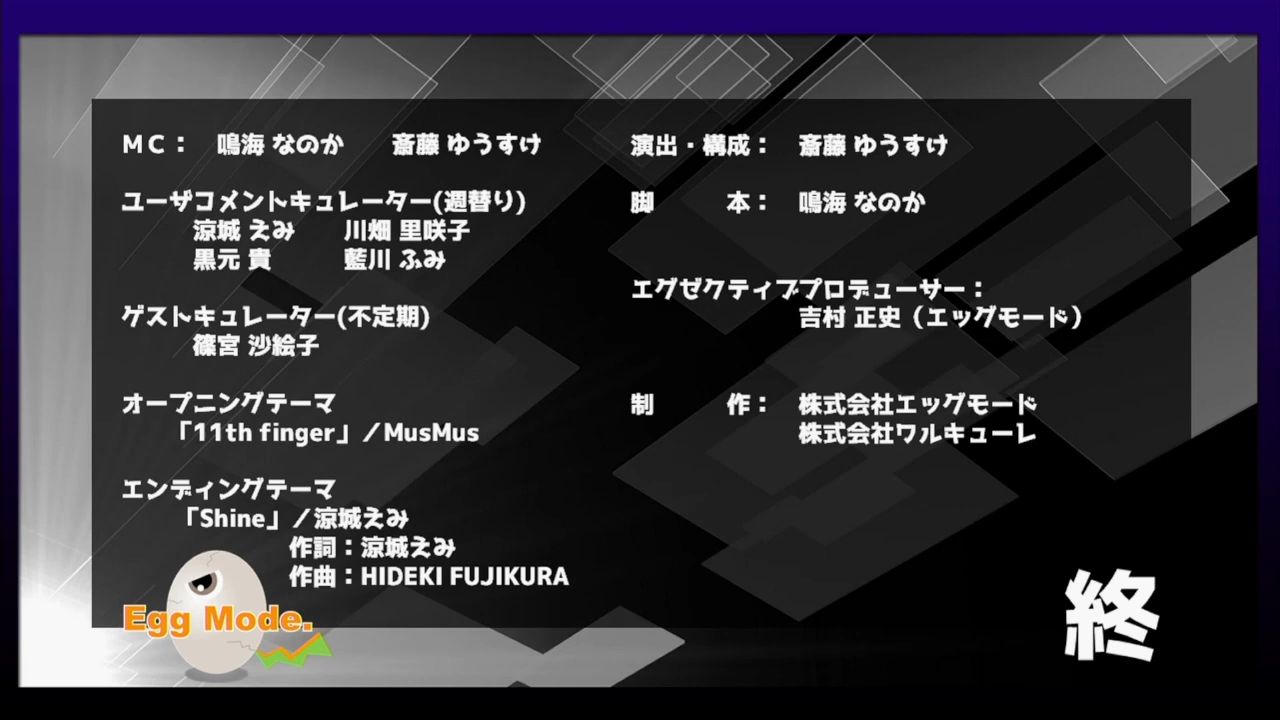 MC： 鳴海 なのか 斎藤 ゆうすけ
ユーザコメントキュレーター(週替り)
涼城 えみ 川畑 里咲子
黒元 貴 藍川 ふみ
ゲストキュレーター(不定期)
篠宮 沙絵子
オープニングテーマ
「11th finger」／MusMus
エンディングテーマ
「Shine」／涼城えみ
作詞：涼城えみ
作曲：HIDEKI FUJIKURA
Egg Mode.
演出・構成： 斎藤 ゆうすけ
脚 本： 鳴海 なのか
エグゼクティブプロデューサー：
吉村 正史（エッグモード）
制 作： 株式会社エッグモード
株式会社ワルキューレ
終